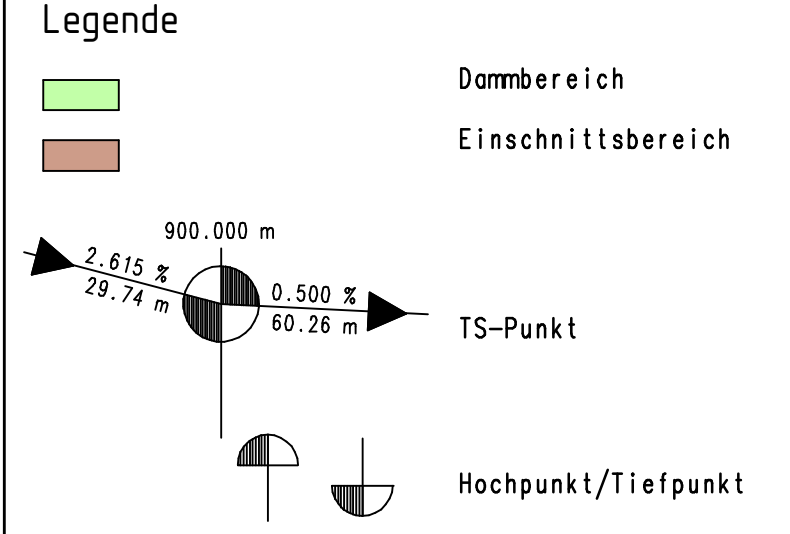 Legende
Dammbereich
Einschnittsbereich
900.000 m
2.615 %
29.74 m
0.500 %
60.26 m
TS-Punkt
Hochpunkt/Tiefpunkt